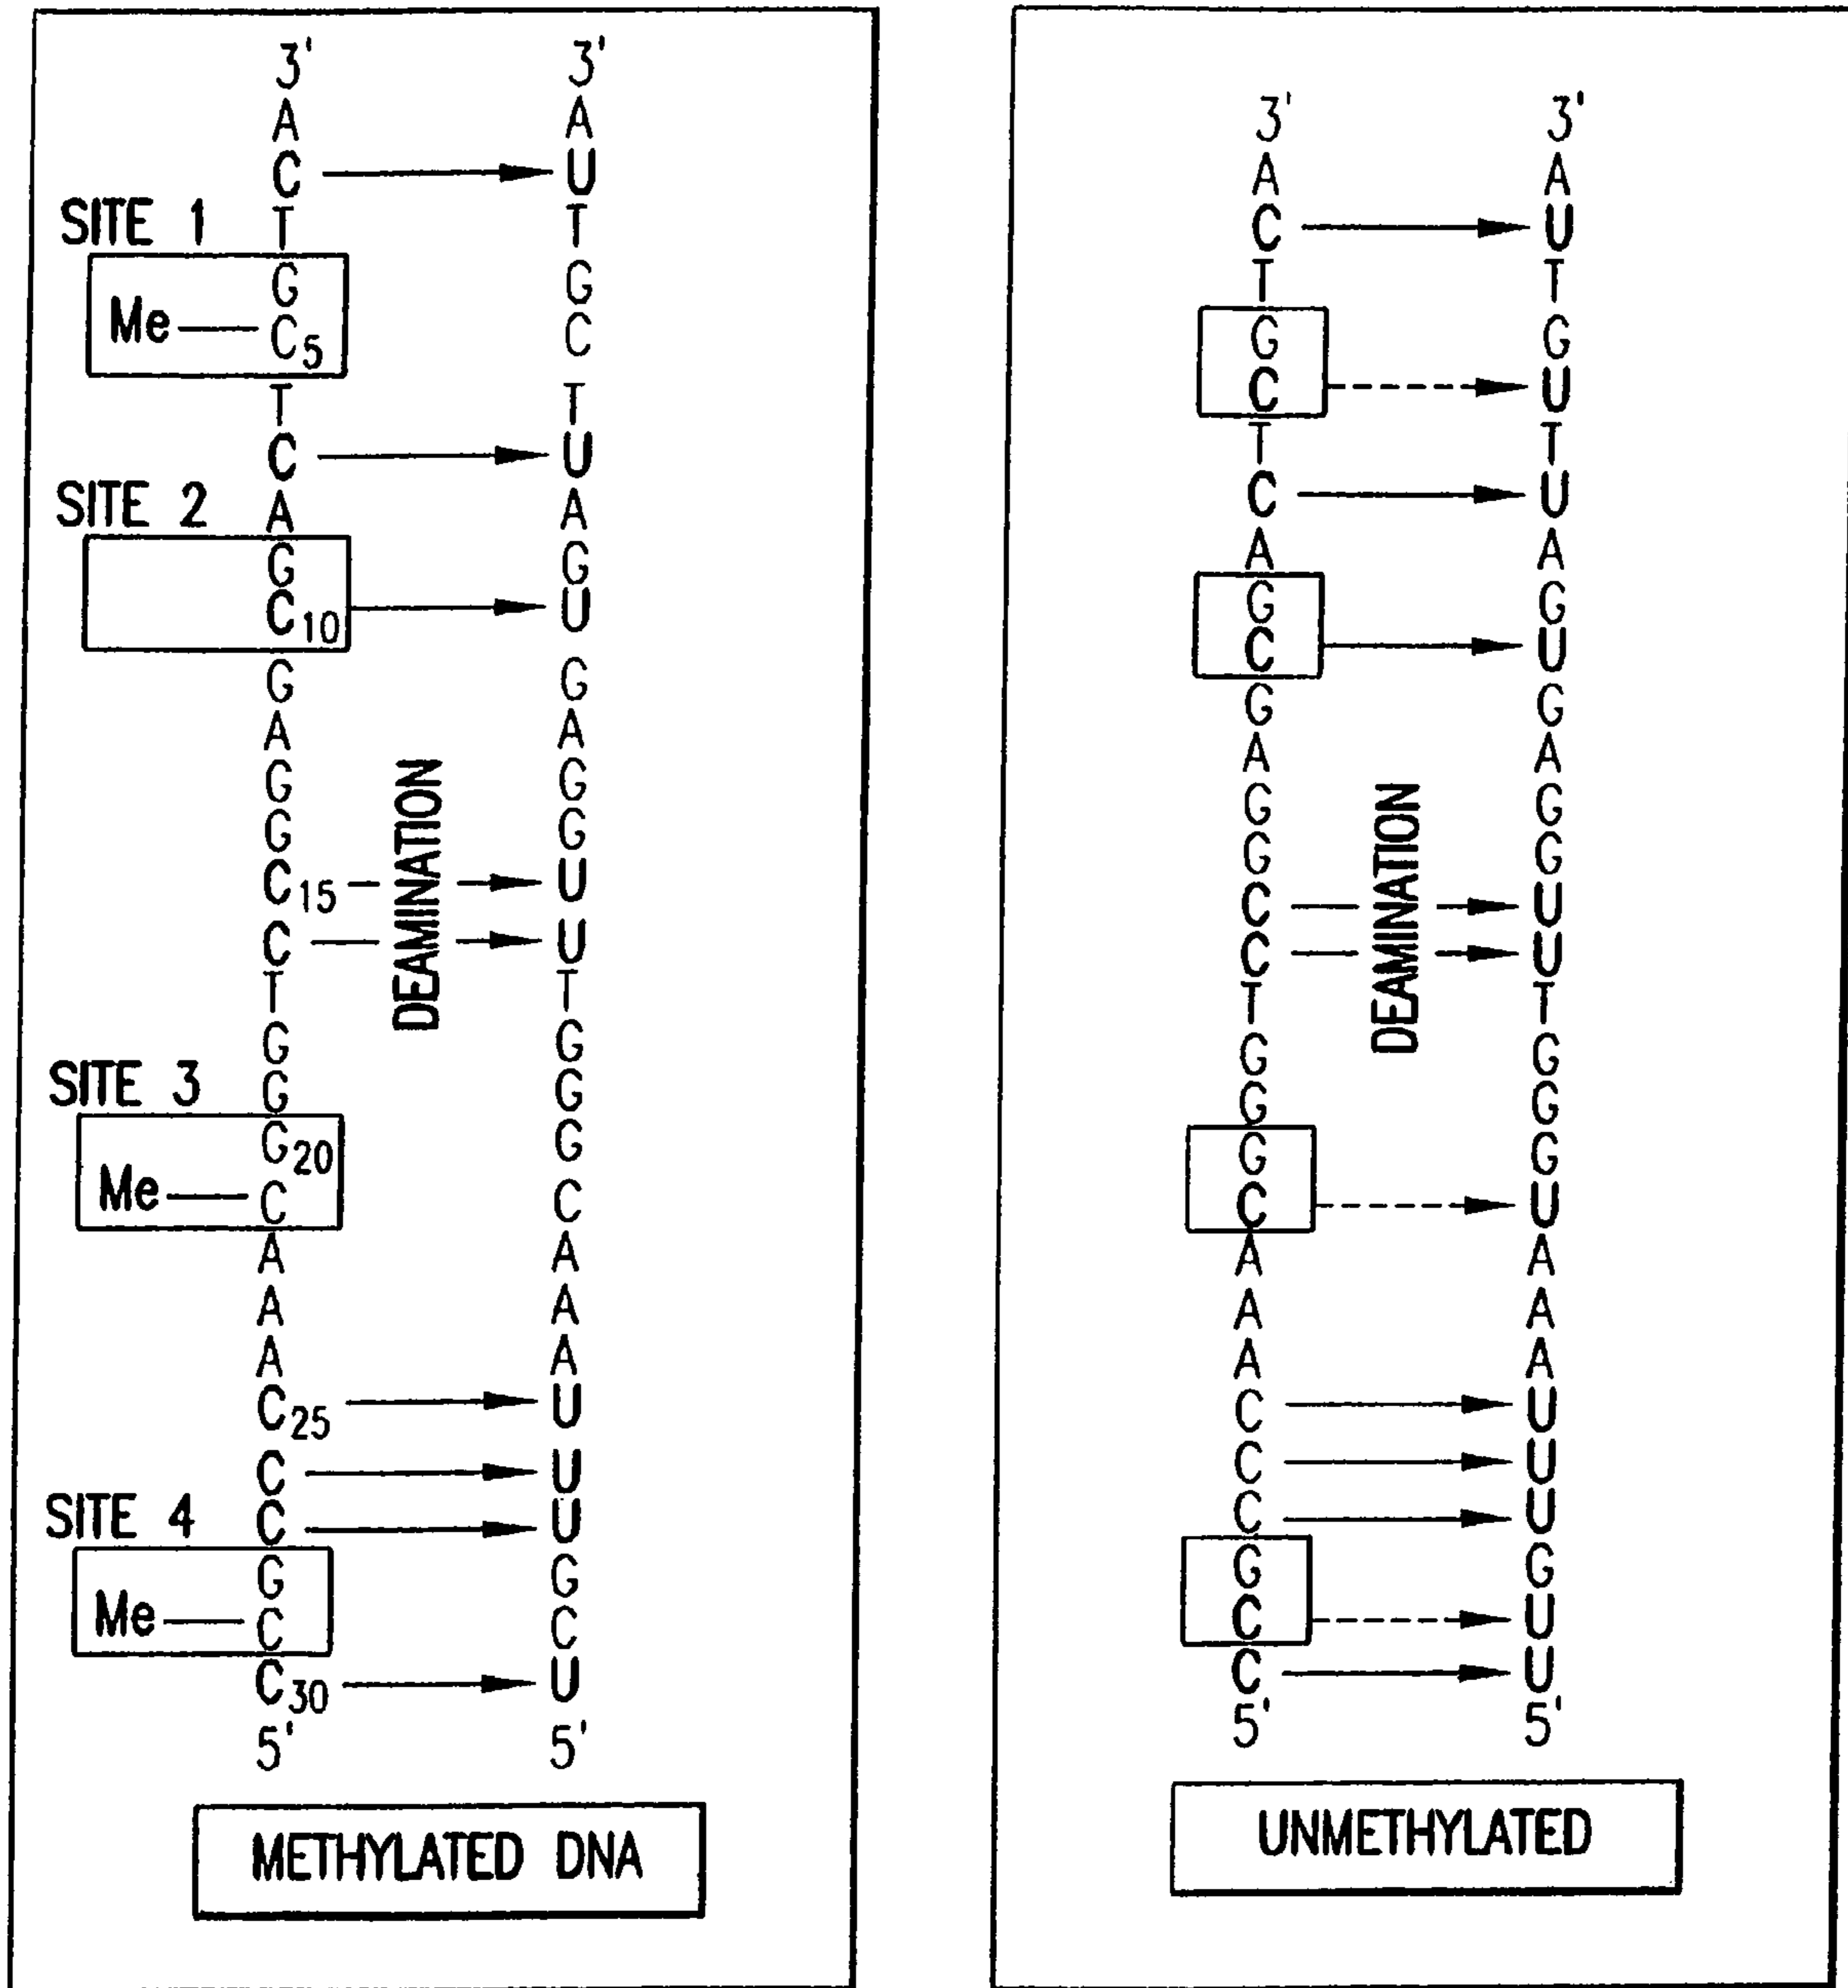 3' 3'
A A
C U
SITE 1 T T
G G
Me C5 C
T T
C U
SITE 2 A A
G G
C10 U
G G
A A
G G
G G
C15 U
DEAMINATION
C U
T T
G G
SITE 3 G G
G20 G
Me C C
A A
A A
A A
C25 U
C U
SITE 4 C U
G G
Me C C
C30 U
5' 5'
METHYLATED DNA
3' 3'
A A
C U
T T
G G
C U
T T
C U
A A
G G
C U
G G
A A
G G
G G
C U
DEAMINATION
C U
T T
G G
G G
G G
C U
A A
A A
A A
C U
C U
C U
G G
C U
C U
5' 5'
UNMETHYLATED